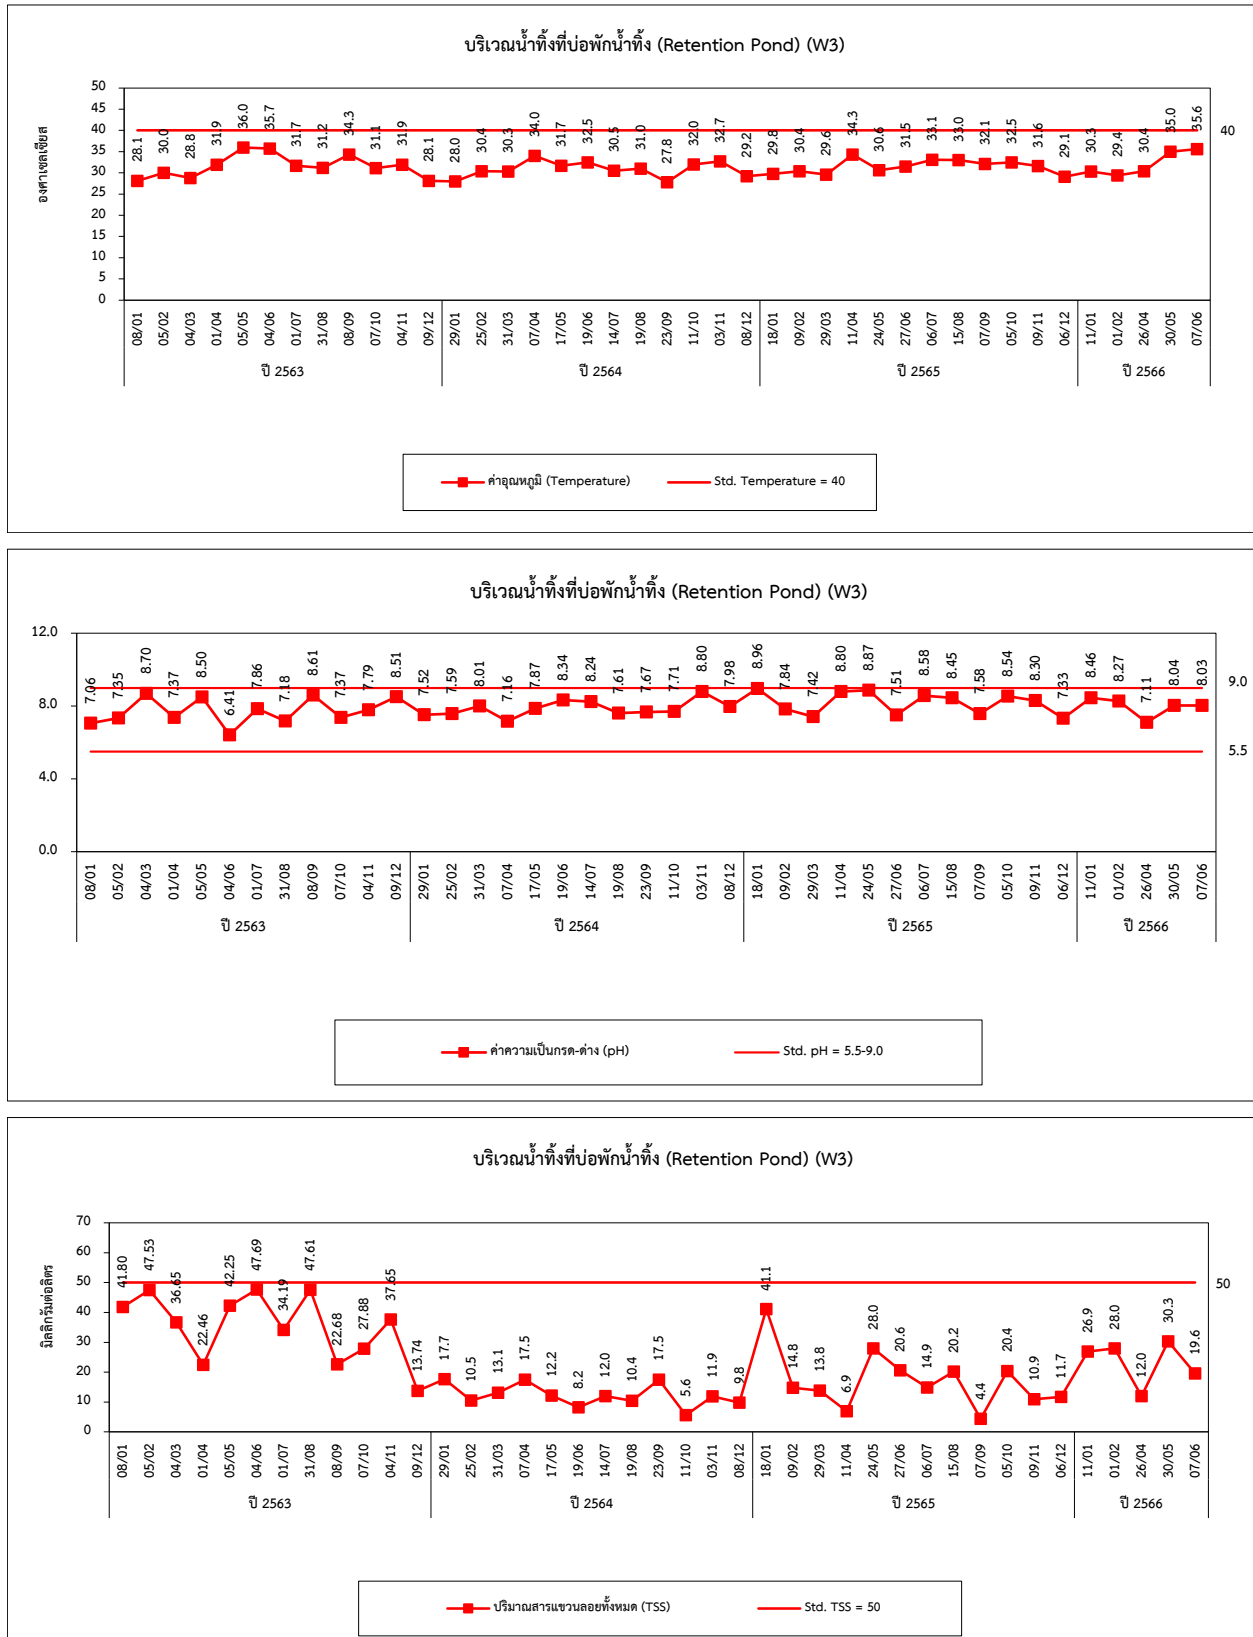 บริเวณน้ำทิ้งที่บ่อพักน้ำทิ้ง (Retention Pond) (W3)
องศาเซลเซียส
50
45
40
35
30
25
20
15
10
5
0
28.1 30.0 28.8 31.9 36.0 35.7 31.7 31.2 34.3 31.1 31.9 28.1 28.0 30.4 30.3 34.0 31.7 32.5 30.5 31.0 27.8 32.0 32.7 29.2 29.8 30.4 29.6 34.3 30.6 31.5 33.1 33.0 32.1 32.5 31.6 29.1 30.3 29.4 30.4 35.0 35.6
40
08/01 05/02 04/03 01/04 05/05 04/06 01/07 31/08 08/09 07/10 04/11 09/12 29/01 25/02 31/03 07/04 17/05 19/06 14/07 19/08 23/09 11/10 03/11 08/12 18/01 09/02 29/03 11/04 24/05 27/06 06/07 15/08 07/09 05/10 09/11 06/12 11/01 01/02 26/04 30/05 07/06
ปี 2563 ปี 2564 ปี 2565 ปี 2566
ค่าอุณหภูมิ (Temperature) Std. Temperature = 40
บริเวณน้ำทิ้งที่บ่อพักน้ำทิ้ง (Retention Pond) (W3)
12.0
8.0
4.0
0.0
7.06 7.35 8.70 7.37 8.50 6.41 7.86 7.18 8.61 7.37 7.79 8.51 7.52 7.59 8.01 7.16 7.87 8.34 8.24 7.61 7.67 7.71 8.80 7.98 8.96 7.84 7.42 8.80 8.87 7.51 8.58 8.45 7.58 8.54 8.30 7.33 8.46 8.27 7.11 8.04 8.03
9.0
5.5
08/01 05/02 04/03 01/04 05/05 04/06 01/07 31/08 08/09 07/10 04/11 09/12 29/01 25/02 31/03 07/04 17/05 19/06 14/07 19/08 23/09 11/10 03/11 08/12 18/01 09/02 29/03 11/04 24/05 27/06 06/07 15/08 07/09 05/10 09/11 06/12 11/01 01/02 26/04 30/05 07/06
ปี 2563 ปี 2564 ปี 2565 ปี 2566
ค่าความเป็นกรด-ด่าง (pH) Std. pH = 5.5-9.0
บริเวณน้ำทิ้งที่บ่อพักน้ำทิ้ง (Retention Pond) (W3)
มิลลิกรัมต่อลิตร
70
60
50
40
30
20
10
0
41.80 47.53 36.65 22.46 42.25 47.69 34.19 47.61 22.68 27.88 37.65 13.74 17.7 10.5 13.1 17.5 12.2 8.2 12.0 10.4 17.5 5.6 11.9 9.8 41.1 14.8 13.8 6.9 28.0 20.6 14.9 20.2 4.4 20.4 10.9 11.7 26.9 28.0 12.0 30.3 19.6
50
08/01 05/02 04/03 01/04 05/05 04/06 01/07 31/08 08/09 07/10 04/11 09/12 29/01 25/02 31/03 07/04 17/05 19/06 14/07 19/08 23/09 11/10 03/11 08/12 18/01 09/02 29/03 11/04 24/05 27/06 06/07 15/08 07/09 05/10 09/11 06/12 11/01 01/02 26/04 30/05 07/06
ปี 2563 ปี 2564 ปี 2565 ปี 2566
ปริมาณสารแขวนลอยทั้งหมด (TSS) Std. TSS = 50